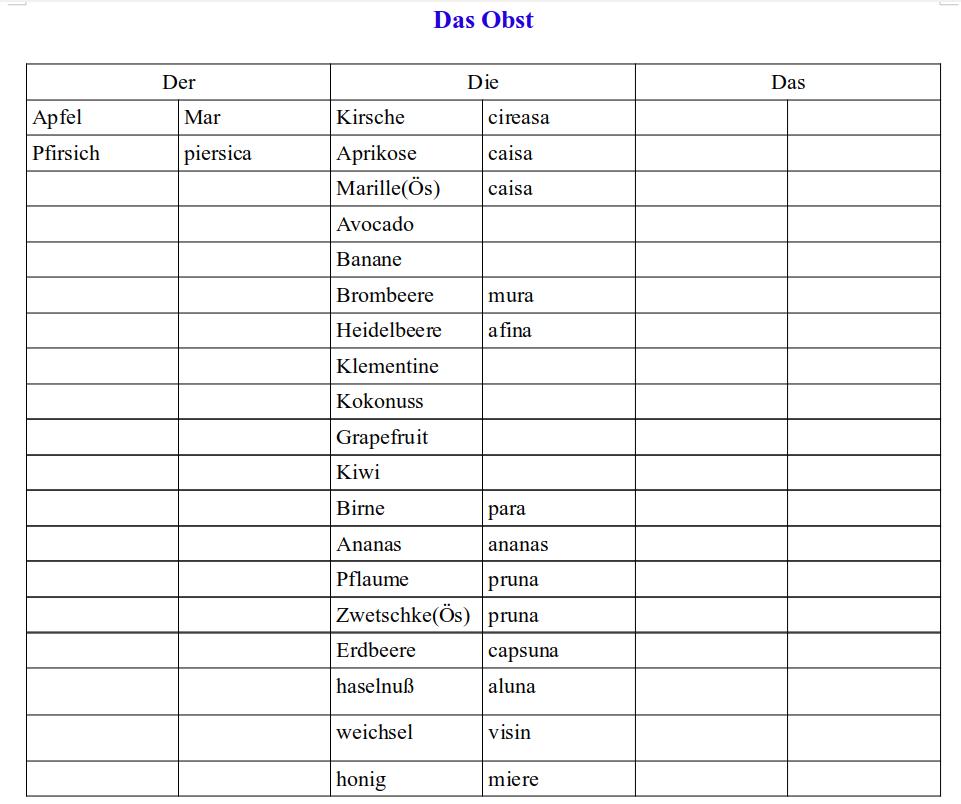 Das Obst
Der Die Das
Apfel Mar Kirsche cireasa
Pfirsich piersica Aprikose caisa
Marille(Ös) caisa
Avocado
Banane
Brombeere mura
Heidelbeere afina
Klementine
Kokonuss
Grapefruit
Kiwi
Birne para
Ananas ananas
Pflaume pruna
Zwetschke(Ös) pruna
Erdbeere capsuna
haselnuß aluna
weichsel visin
honig miere